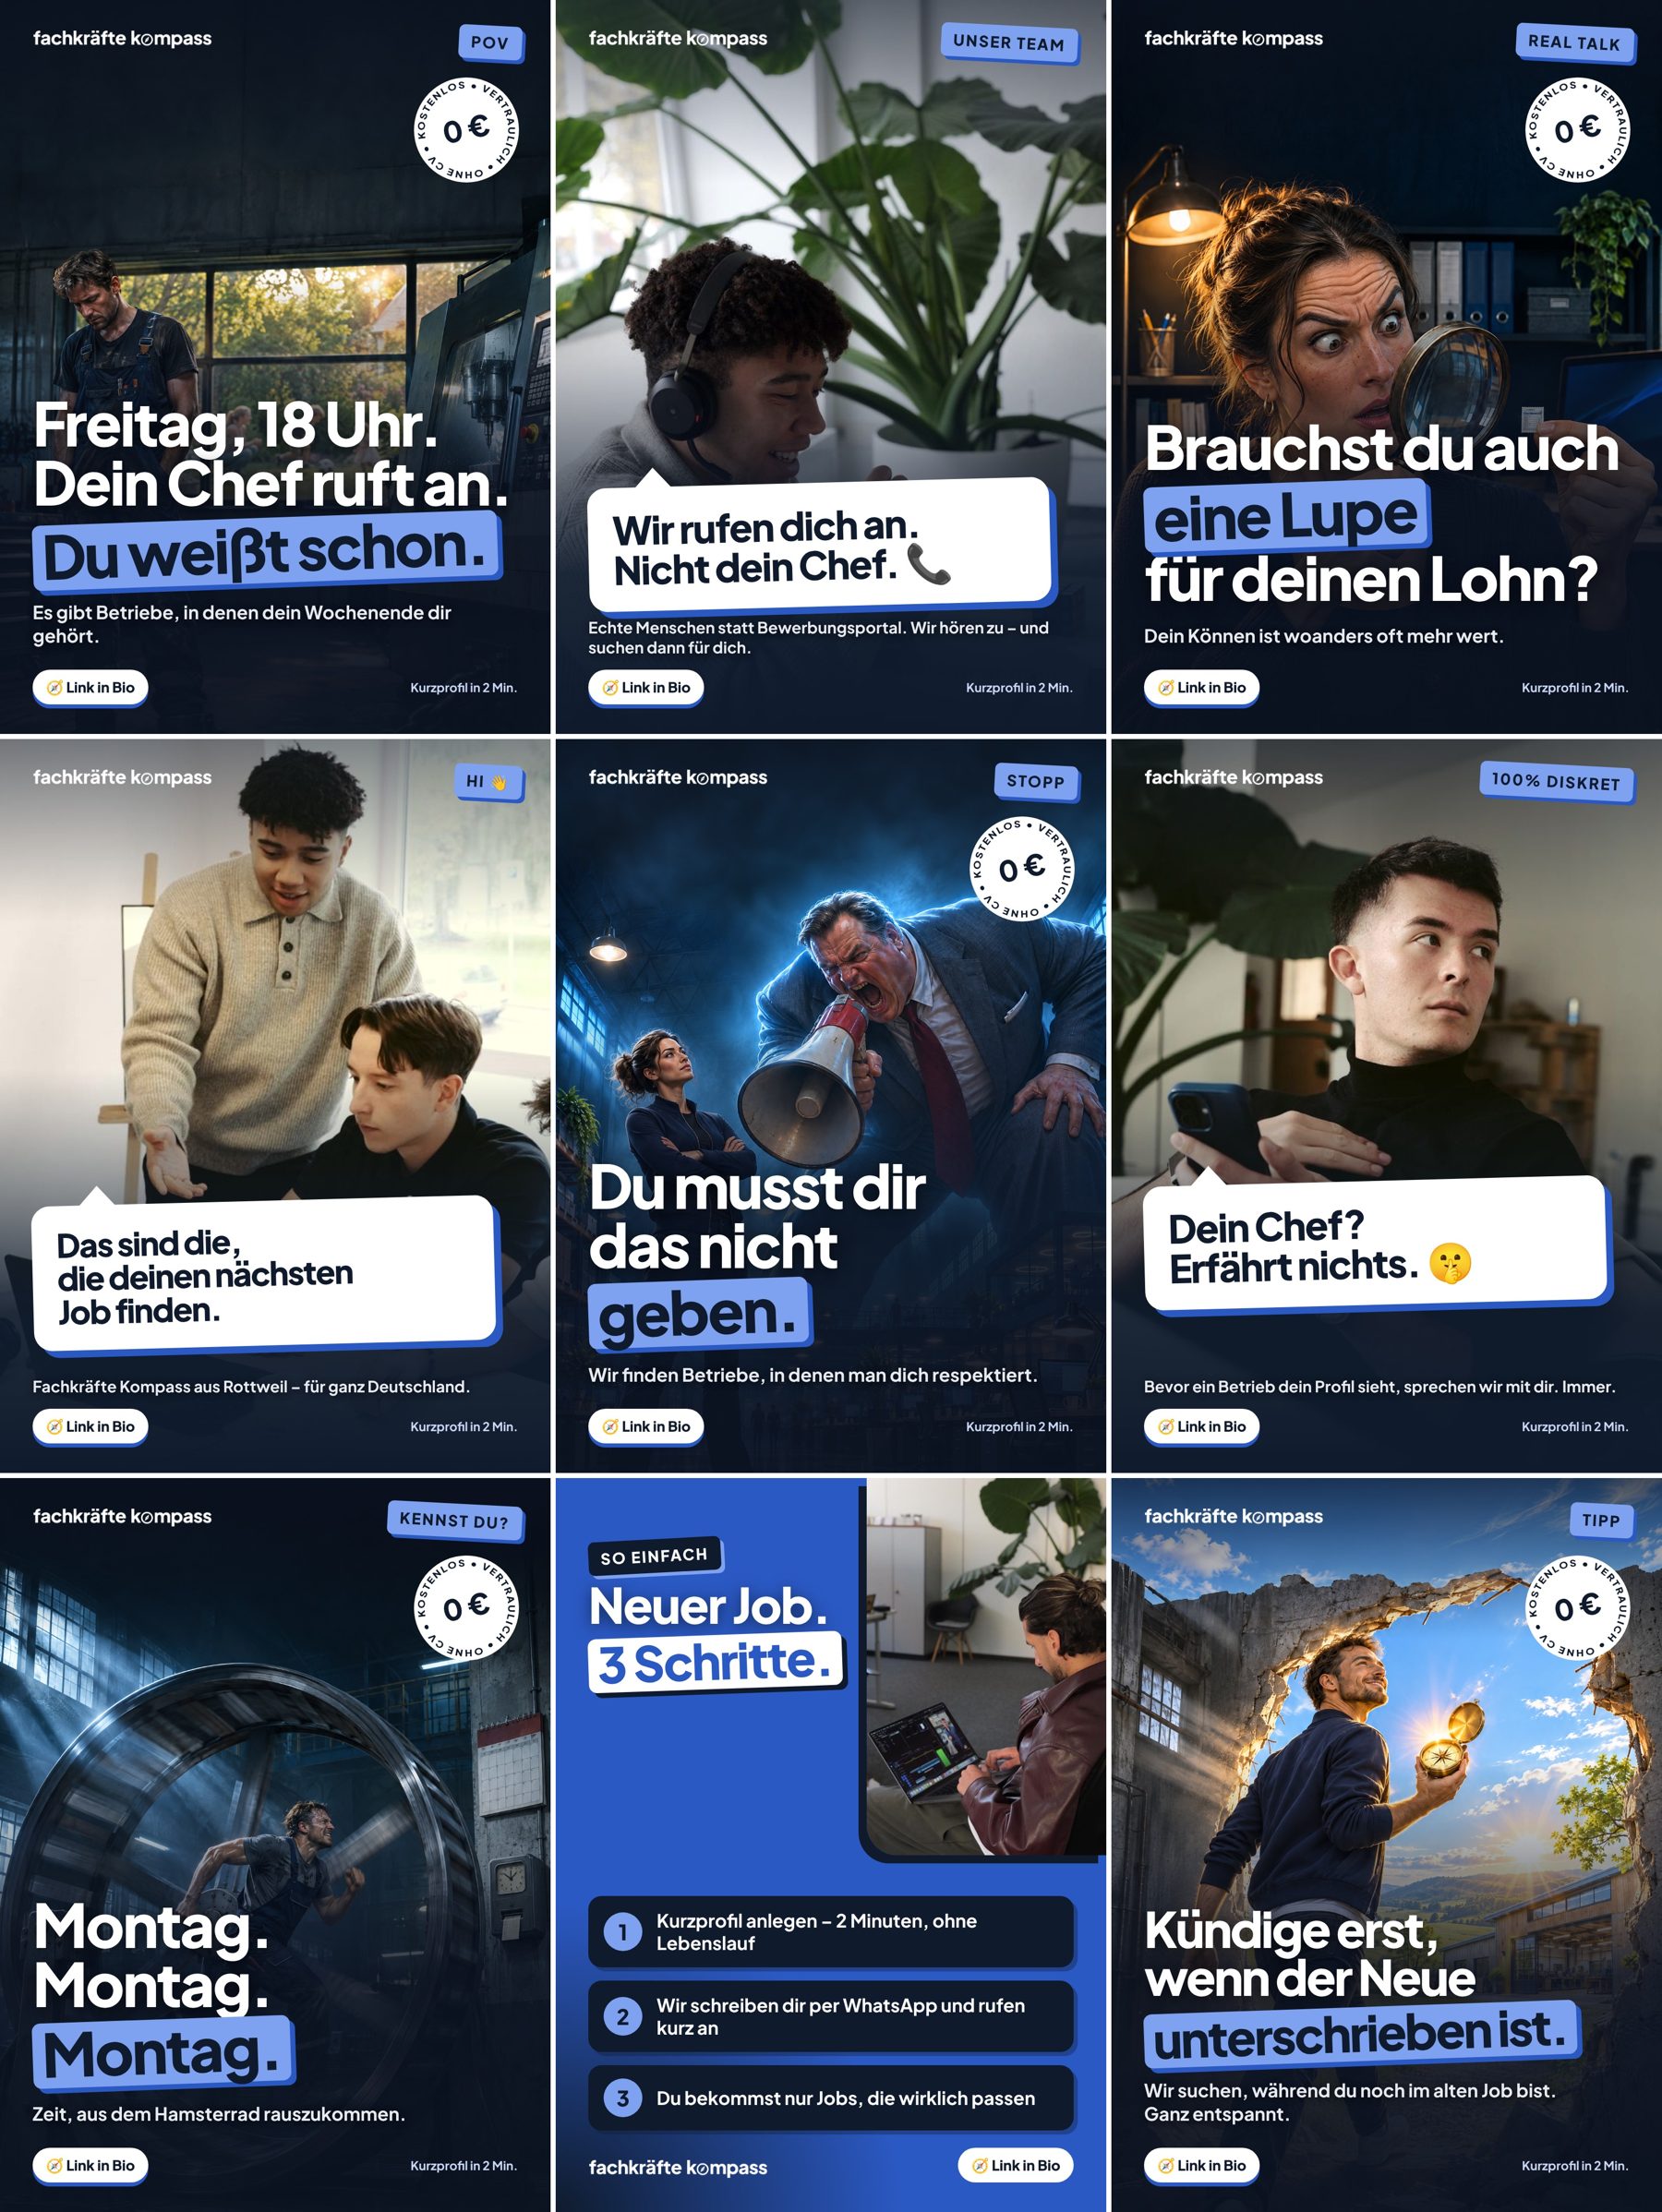 fachkräfte kompass
POV
KOSTENLOS • VERTRAULICH • OHNE CV •
0 €
Freitag, 18 Uhr.
Dein Chef ruft an.
Du weißt schon.
Es gibt Betriebe, in denen dein Wochenende dir
gehört.
🧭 Link in Bio
Kurzprofil in 2 Min.
fachkräfte kompass
UNSER TEAM
Wir rufen dich an.
Nicht dein Chef. 📞
Echte Menschen statt Bewerbungsportal. Wir hören zu – und
suchen dann für dich.
🧭 Link in Bio
Kurzprofil in 2 Min.
fachkräfte kompass
REAL TALK
KOSTENLOS • VERTRAULICH • OHNE CV •
0 €
Brauchst du auch
eine Lupe
für deinen Lohn?
Dein Können ist woanders oft mehr wert.
🧭 Link in Bio
Kurzprofil in 2 Min.
fachkräfte kompass
HI 👋
Das sind die,
die deinen nächsten
Job finden.
Fachkräfte Kompass aus Rottweil – für ganz Deutschland.
🧭 Link in Bio
Kurzprofil in 2 Min.
fachkräfte kompass
STOPP
KOSTENLOS • VERTRAULICH • OHNE CV •
0 €
Du musst dir
das nicht
geben.
Wir finden Betriebe, in denen man dich respektiert.
🧭 Link in Bio
Kurzprofil in 2 Min.
fachkräfte kompass
100% DISKRET
Dein Chef?
Erfährt nichts. 🤫
Bevor ein Betrieb dein Profil sieht, sprechen wir mit dir. Immer.
🧭 Link in Bio
Kurzprofil in 2 Min.
fachkräfte kompass
KENNST DU?
KOSTENLOS • VERTRAULICH • OHNE CV •
0 €
Montag.
Montag.
Montag.
Zeit, aus dem Hamsterrad rauszukommen.
🧭 Link in Bio
Kurzprofil in 2 Min.
SO EINFACH
Neuer Job.
3 Schritte.
1
Kurzprofil anlegen – 2 Minuten, ohne
Lebenslauf
2
Wir schreiben dir per WhatsApp und rufen
kurz an
3
Du bekommst nur Jobs, die wirklich passen
fachkräfte kompass
🧭 Link in Bio
fachkräfte kompass
TIPP
KOSTENLOS • VERTRAULICH • OHNE CV •
0 €
Kündige erst,
wenn der Neue
unterschrieben ist.
Wir suchen, während du noch im alten Job bist.
Ganz entspannt.
🧭 Link in Bio
Kurzprofil in 2 Min.